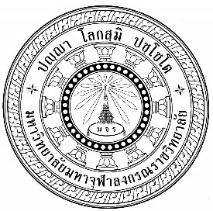 ปญฺญา โลกสฺมิ ปชฺโชโต
มจร
มหาวิทยาลัยมหาจุฬาลงกรณราชวิทยาลัย